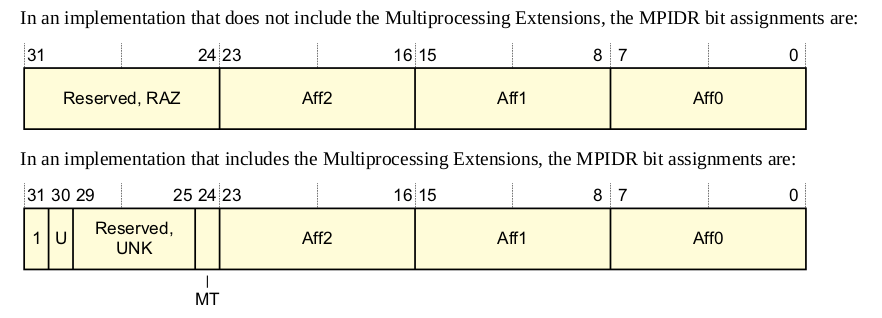 In an implementation that does not include the Multiprocessing Extensions, the MPIDR bit assignments are:
31 24 23 16 15 8 7 0
Reserved, RAZ Aff2 Aff1 Aff0
In an implementation that includes the Multiprocessing Extensions, the MPIDR bit assignments are:
31 30 29 25 24 23 16 15 8 7 0
1 U Reserved, UNK Aff2 Aff1 Aff0
MT